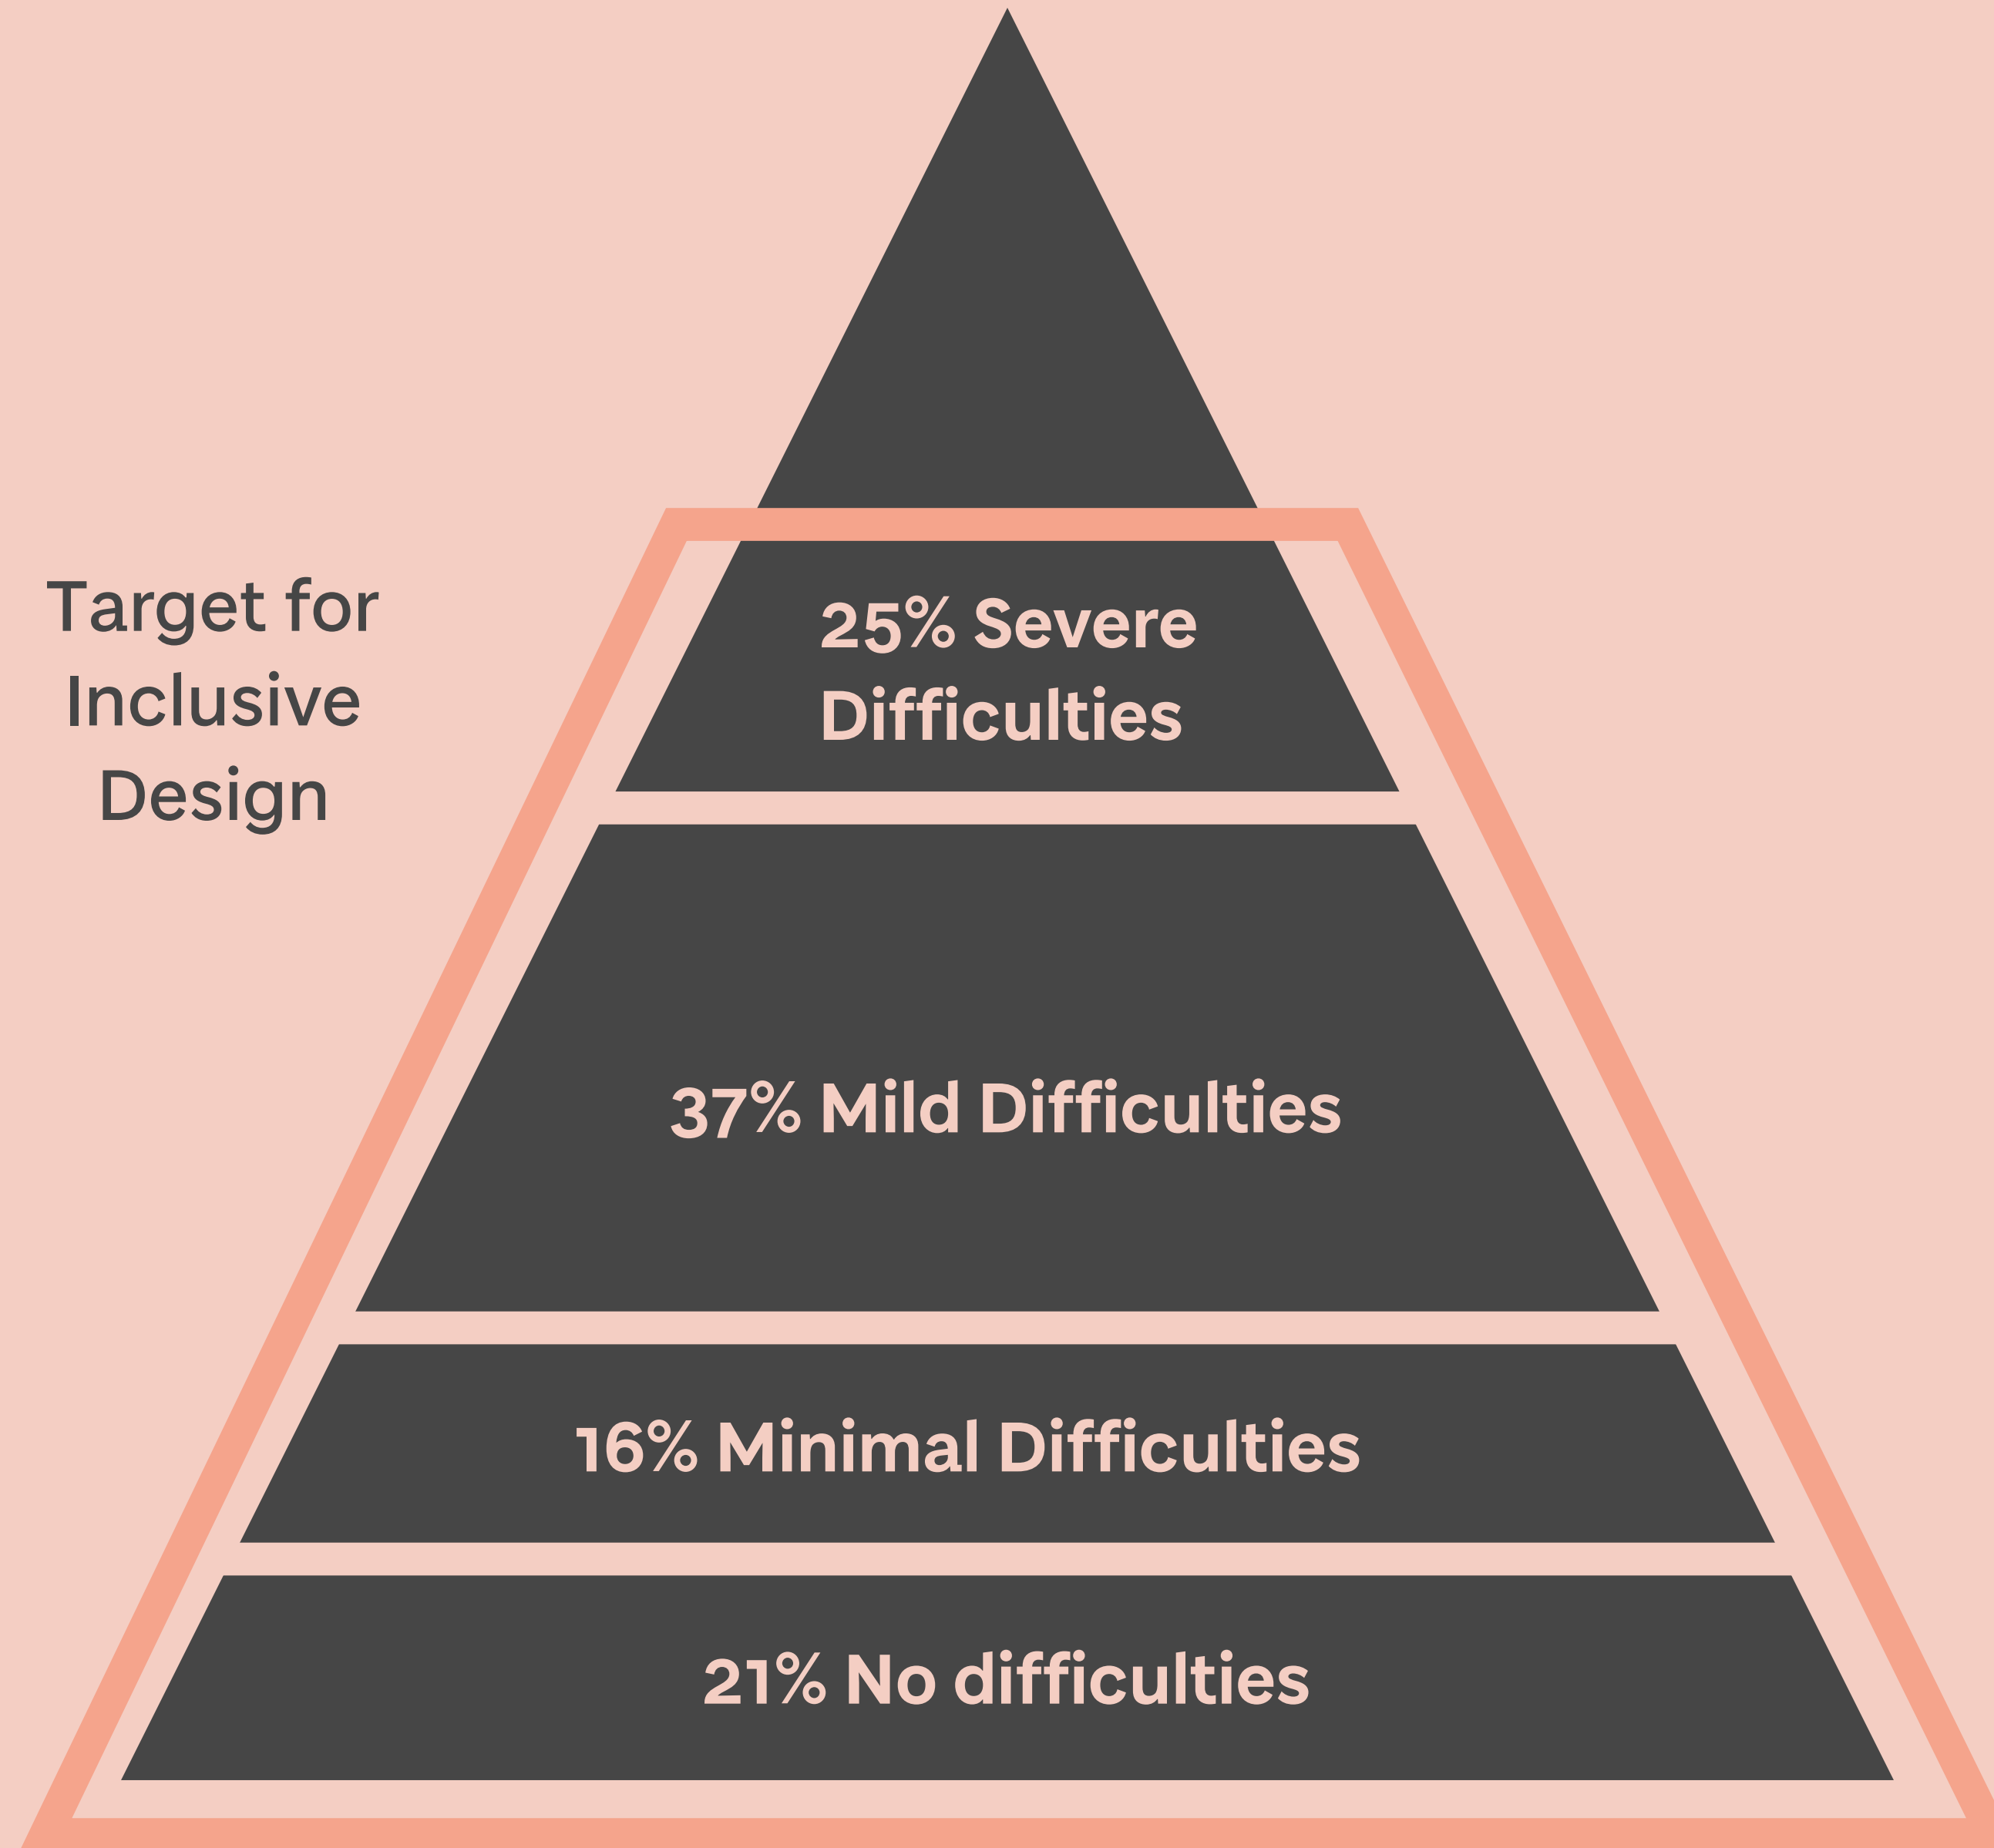 Target for
Inclusive
Design
25% Severe
Difficulties
37% Mild Difficulties
16% Minimal Difficulties
21% No difficulties